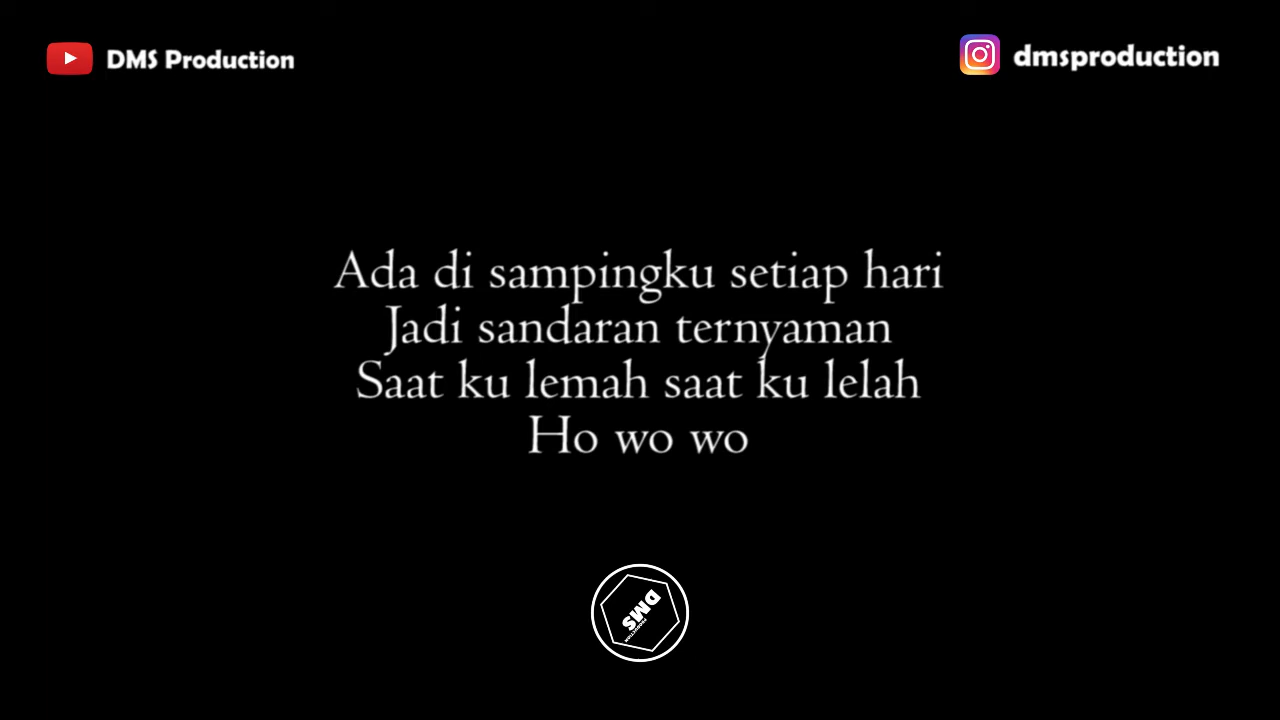 DMS Production
dmsproduction
Ada di sampingku setiap hari
Jadi sandaran ternyaman
Saat ku lemah saat ku lelah
Ho wo wo
DMS
PRODUCTION